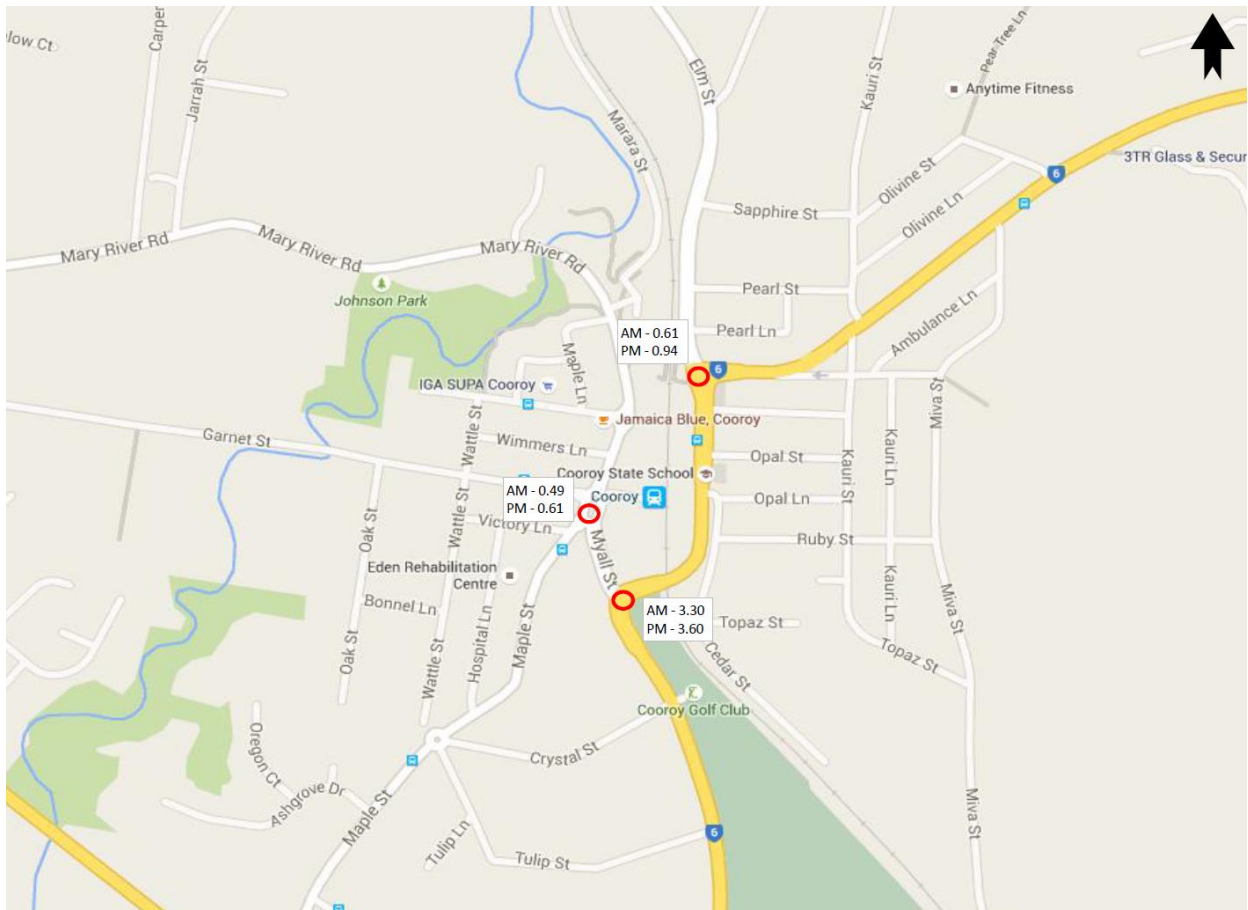 low Ct
Carper
Jarrah St
Elm St
Kauri St
Pear Tree Ln
Anytime Fitness
Marara St
3TR Glass & Secur
6
Olivine St
Olivine Ln
Sapphire St
Mary River Rd
Mary River Rd
Mary River Rd
Johnson Park
Pearl St
Ambulance Ln
AM - 0.61
PM - 0.94
Pearl Ln
Maple Ln
6
IGA SUPA Cooroy
Miva St
Jamaica Blue, Cooroy
Garnet St
Wattle St
Wimmers Ln
Opal St
Kauri St
Kauri Ln
Cooroy State School
AM - 0.49
PM - 0.61
Cooroy
Opal Ln
Oak St
Wattle St
Victory Ln
Myall St
Ruby St
Eden Rehabilitation
Centre
Bonnel Ln
Kauri Ln
Miva St
AM - 3.30
PM - 3.60
Topaz St
Oak St
Wattle St
Hospital Ln
Maple St
Cedar St
Topaz St
Cooroy Golf Club
Oregon Ct
Crystal St
Ashgrove Dr
Maple St
Tulip Ln
Tulip St
6
Miva St